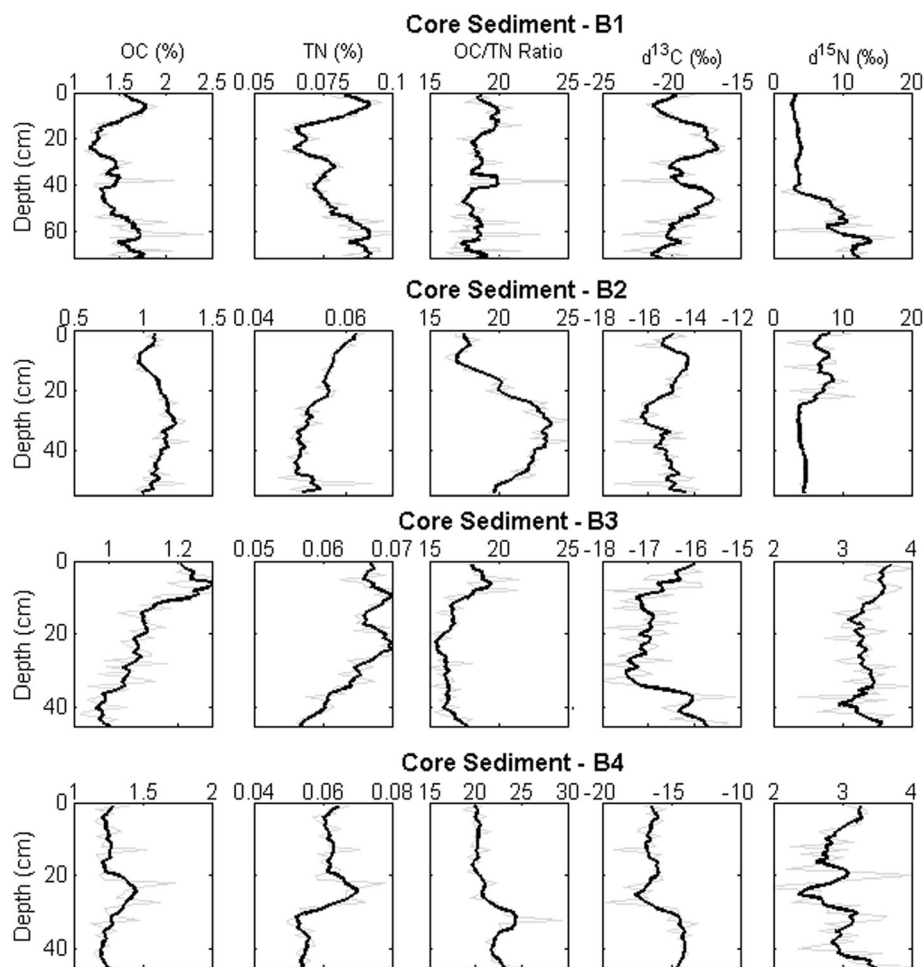 Core Sediment - B1
OC (%) TN (%) OC/TN Ratio d13C (‰) d15N (‰)
1 1.5 2 2.5 0.05 0.075 0.1 15 20 25 -25 -20 -15 0 10 20
0
20
40
60
Depth (cm)
Core Sediment - B2
0.5 1 1.5 0.04 0.06 15 20 25 -18 -16 -14 -12 0 10 20
0
20
40
Depth (cm)
Core Sediment - B3
1 1.2 0.05 0.06 0.07 15 20 25 -18 -17 -16 -15 2 3 4
0
20
40
Depth (cm)
Core Sediment - B4
1 1.5 2 0.04 0.06 0.08 15 20 25 30 -20 -15 -10 2 3 4
0
20
40
Depth (cm)